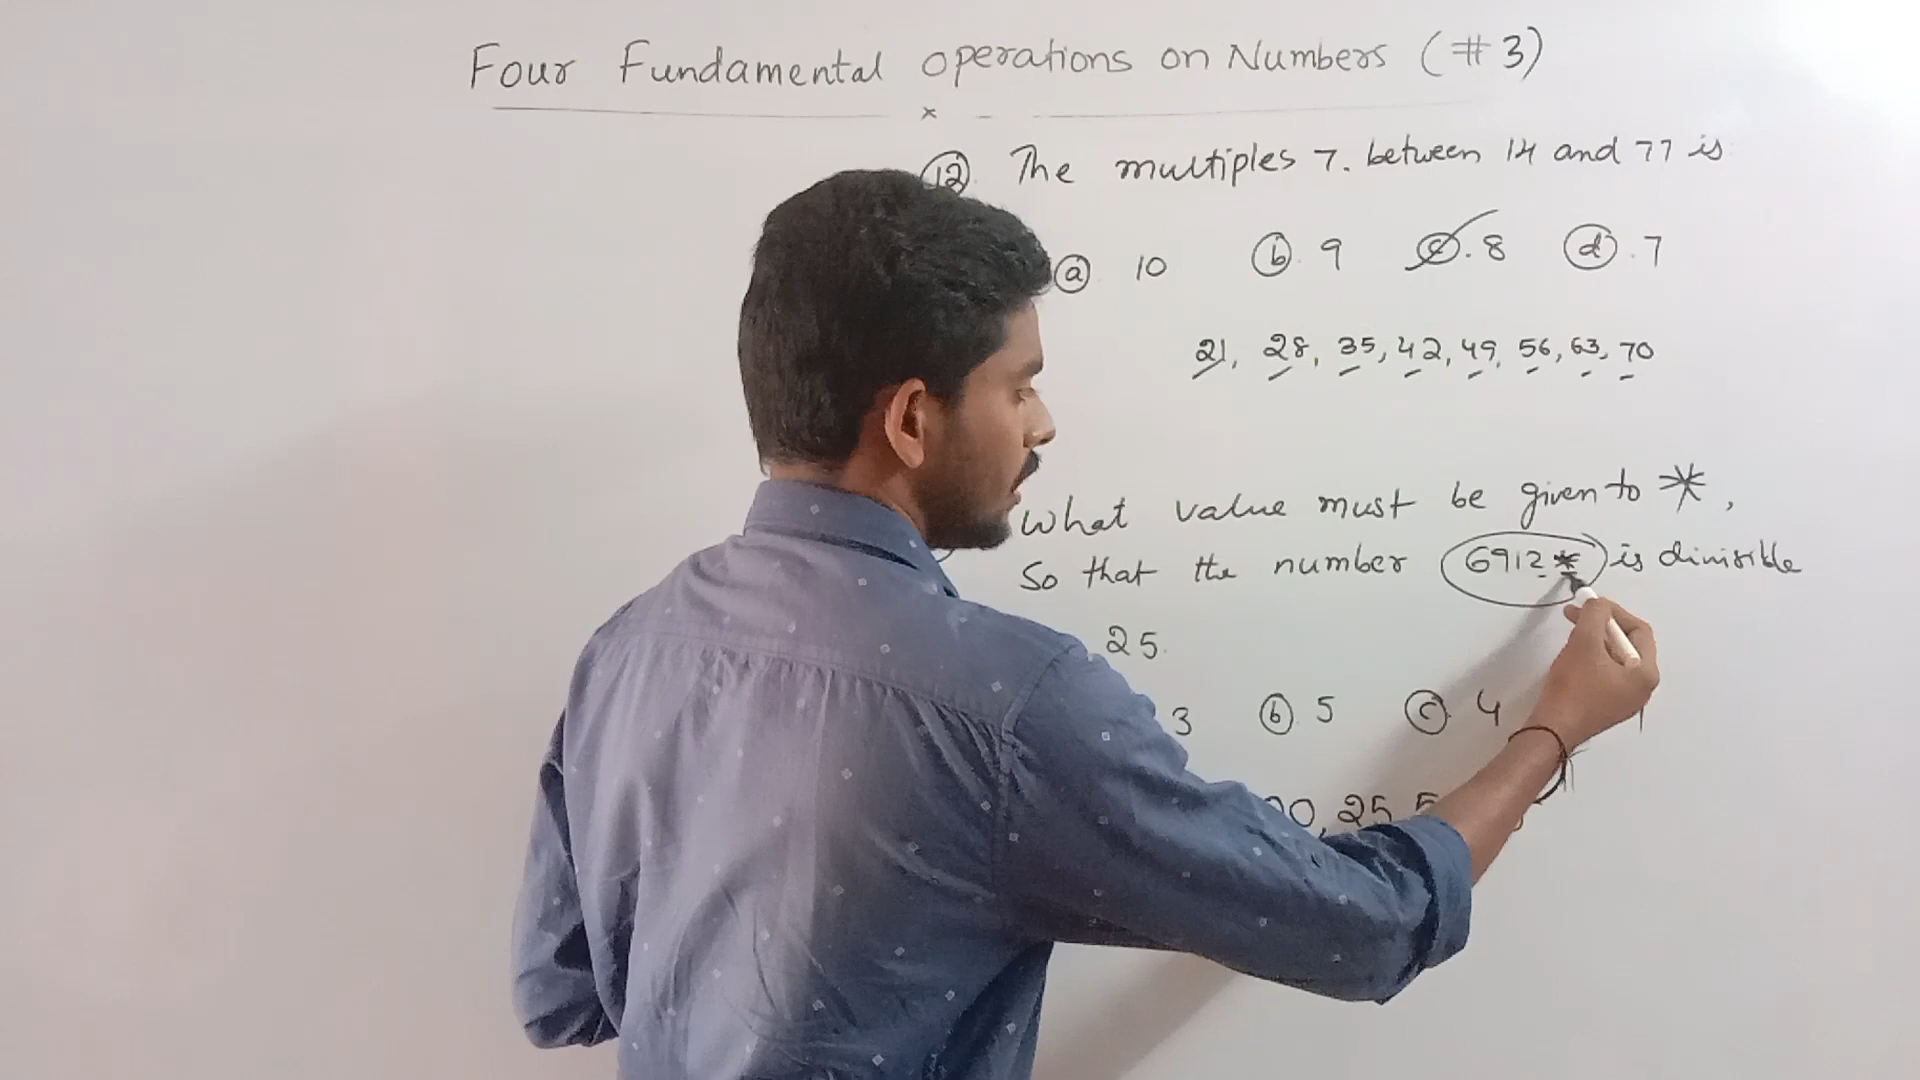 Four Fundamental Operations on Numbers (#3)
12. The multiples 7. between 14 and 77 is
a 10 b. 9 c. 8 d. 7
21, 28, 35, 42, 49, 56, 63, 70
What value must be given to *,
So that the number 6912* is divisible
25.
3 b. 5 c. 4
25